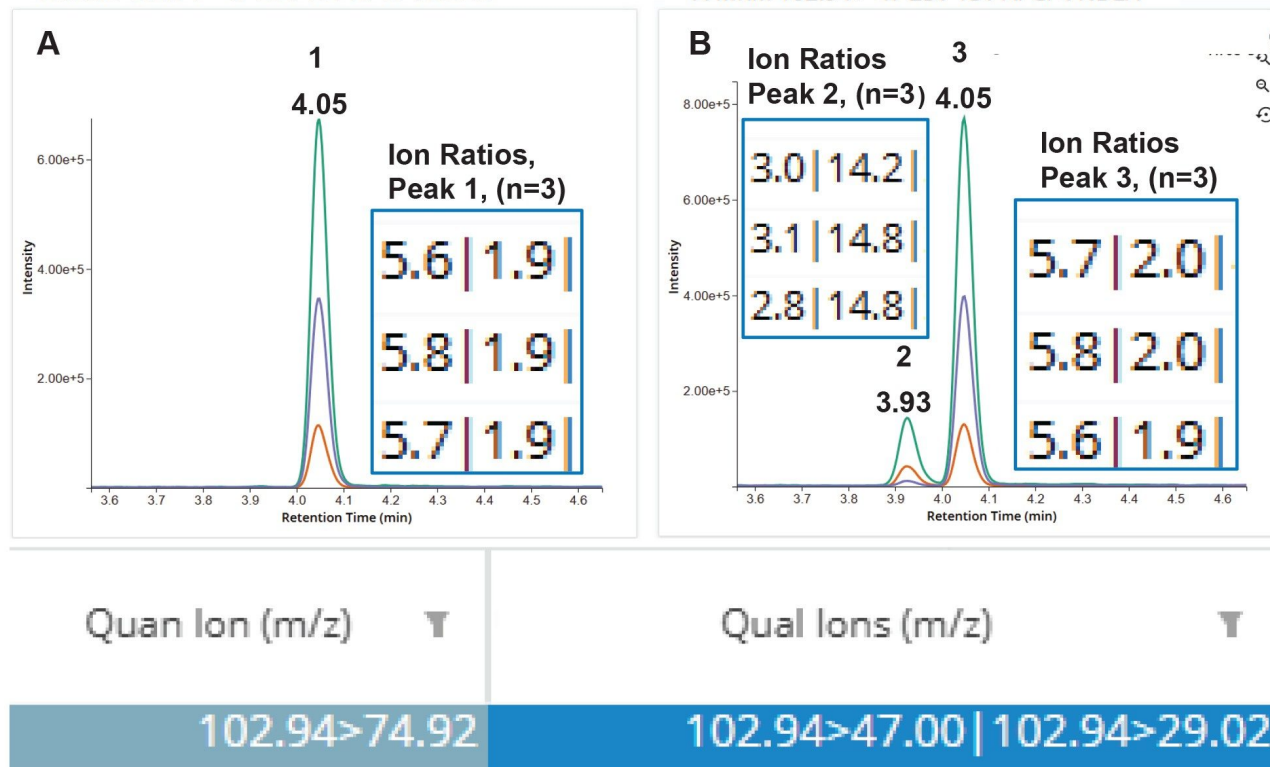 A
1
4.05
Ion Ratios,
Peak 1, (n=3)
5.6|1.9|
5.8|1.9|
5.7|1.9|
6.00e+5
4.00e+5
2.00e+5
Intensity
3.6 3.7 3.8 3.9 4.0 4.1 4.2 4.3 4.4 4.5 4.6
Retention Time (min)
B
Ion Ratios
Peak 2, (n=3)
3.0|14.2|
3.1|14.8|
2.8|14.8|
3
4.05
Ion Ratios
Peak 3, (n=3)
5.7|2.0|
5.8|2.0|
5.6|1.9|
2
3.93
8.00e+5
6.00e+5
4.00e+5
2.00e+5
Intensity
3.6 3.7 3.8 3.9 4.0 4.1 4.2 4.3 4.4 4.5 4.6
Retention Time (min)
Quan Ion (m/z)
Qual Ions (m/z)
102.94>74.92
102.94>47.00|102.94>29.02